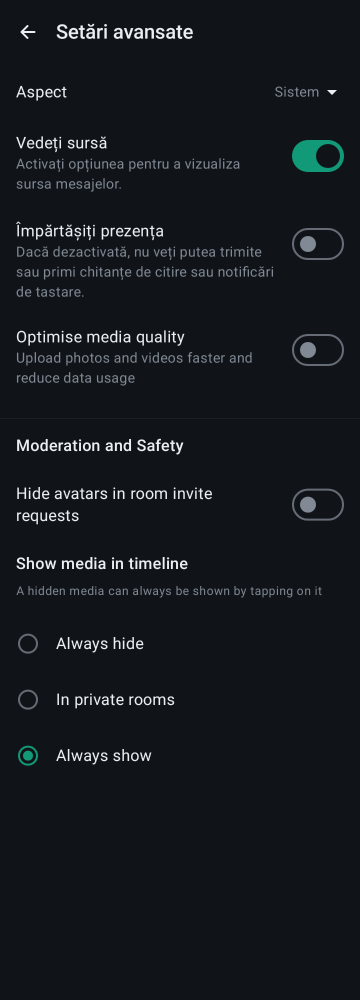 Setări avansate
Aspect
Sistem
Vedeți sursă
Activați opțiunea pentru a vizualiza
sursa mesajelor.
Împărtășiți prezența
Dacă dezactivată, nu veți putea trimite
sau primi chitanțe de citire sau notificări
de tastare.
Optimise media quality
Upload photos and videos faster and
reduce data usage
Moderation and Safety
Hide avatars in room invite
requests
Show media in timeline
A hidden media can always be shown by tapping on it
Always hide
In private rooms
Always show